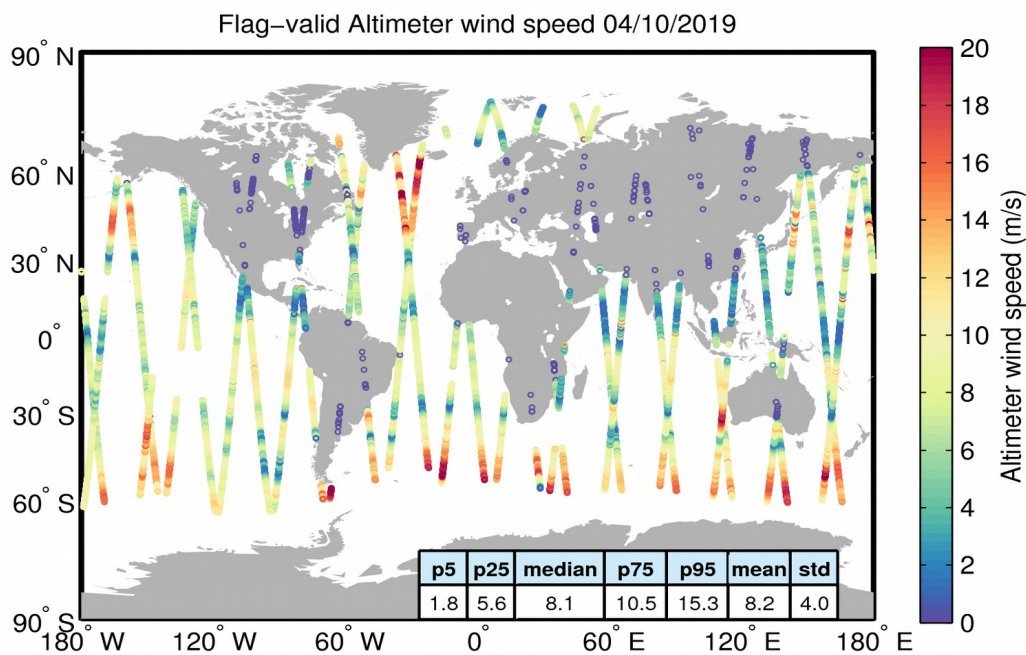 Flag−valid Altimeter wind speed 04/10/2019
90° N
60° N
30° N
0°
30° S
60° S
90° S
180° W
120° W
60° W
0°
60° E
120° E
180° E
p5 p25 median p75 p95 mean std
1.8 5.6 8.1 10.5 15.3 8.2 4.0
20
18
16
14
12
10
8
6
4
2
0
Altimeter wind speed (m/s)